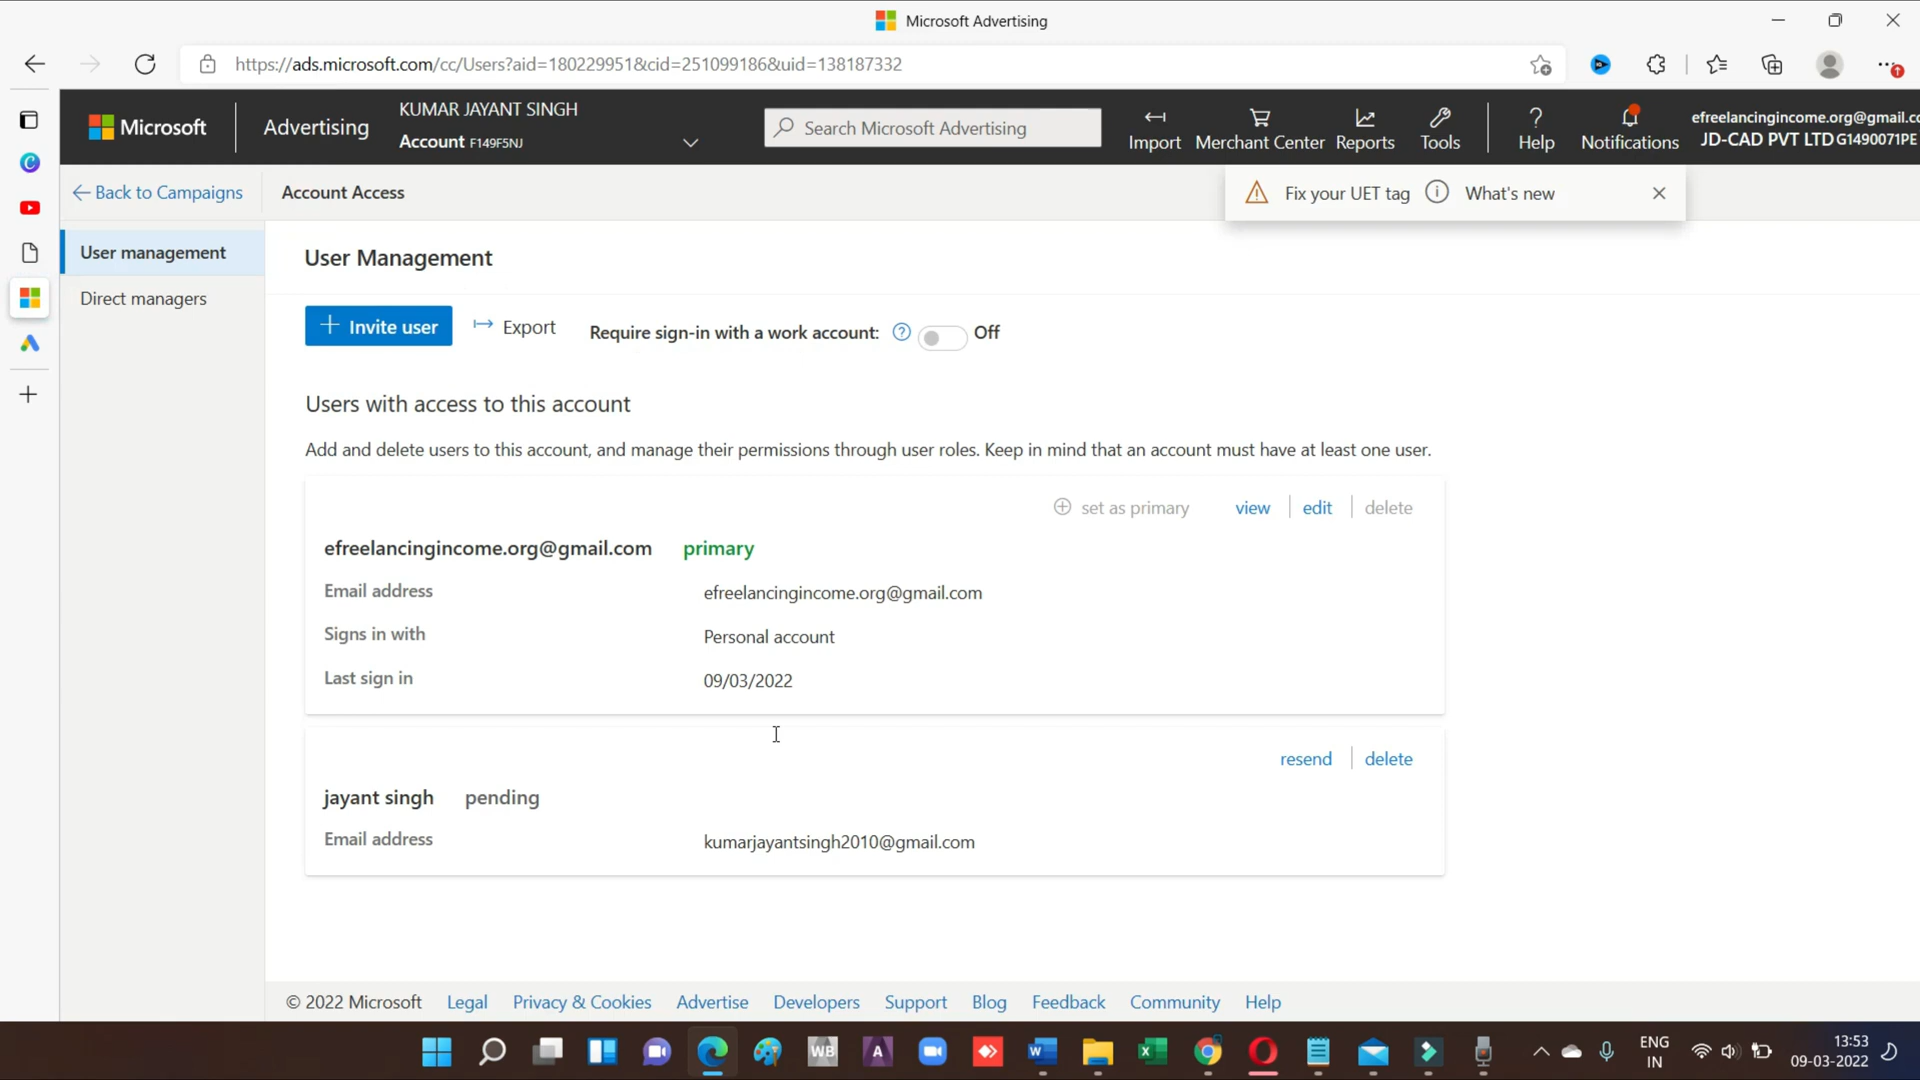 Microsoft Advertising
https://ads.microsoft.com/cc/Users?aid=180229951&cid=251099186&uid=138187332
Microsoft
Advertising
KUMAR JAYANT SINGH
Account F149F5NJ
Search Microsoft Advertising
Import
Merchant Center
Reports
Tools
?
Help
Notifications
efreelancingincome.org@gmail.co
JD-CAD PVT LTD G1490071PE
Back to Campaigns
Account Access
Fix your UET tag
What's new
User management
Direct managers
User Management
Invite user
Export
Require sign-in with a work account:
Off
Users with access to this account
Add and delete users to this account, and manage their permissions through user roles. Keep in mind that an account must have at least one user.
set as primary
view
edit
delete
efreelancingincome.org@gmail.com
primary
Email address
efreelancingincome.org@gmail.com
Signs in with
Personal account
Last sign in
09/03/2022
resend
delete
jayant singh
pending
Email address
kumarjayantsingh2010@gmail.com
© 2022 Microsoft
Legal
Privacy & Cookies
Advertise
Developers
Support
Blog
Feedback
Community
Help
WB
A
ENG
IN
13:53
09-03-2022